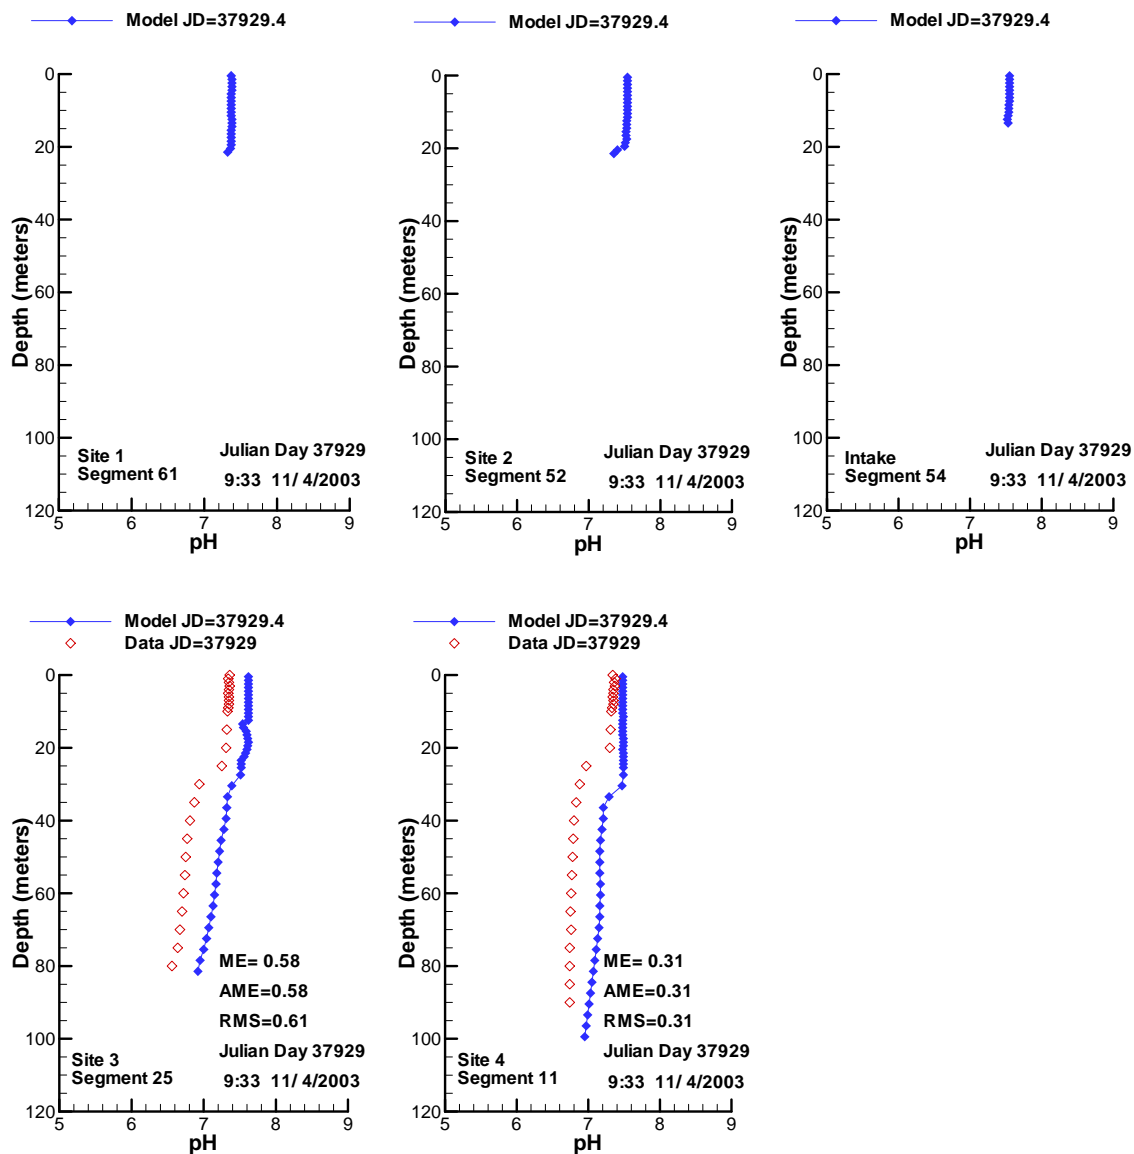 Model JD=37929.4
0
20
40
60
80
100
120
Depth (meters)
Site 1
Segment 61
Julian Day 37929
9:33 11/ 4/2003
5 6 7 8 9
pH
Model JD=37929.4
0
20
40
60
80
100
120
Depth (meters)
Site 2
Segment 52
Julian Day 37929
9:33 11/ 4/2003
5 6 7 8 9
pH
Model JD=37929.4
0
20
40
60
80
100
120
Depth (meters)
Intake
Segment 54
Julian Day 37929
9:33 11/ 4/2003
5 6 7 8 9
pH
Model JD=37929.4
Data JD=37929
0
20
40
60
80
100
120
Depth (meters)
ME= 0.58
AME=0.58
RMS=0.61
Site 3
Segment 25
Julian Day 37929
9:33 11/ 4/2003
5 6 7 8 9
pH
Model JD=37929.4
Data JD=37929
0
20
40
60
80
100
120
Depth (meters)
ME= 0.31
AME=0.31
RMS=0.31
Site 4
Segment 11
Julian Day 37929
9:33 11/ 4/2003
5 6 7 8 9
pH